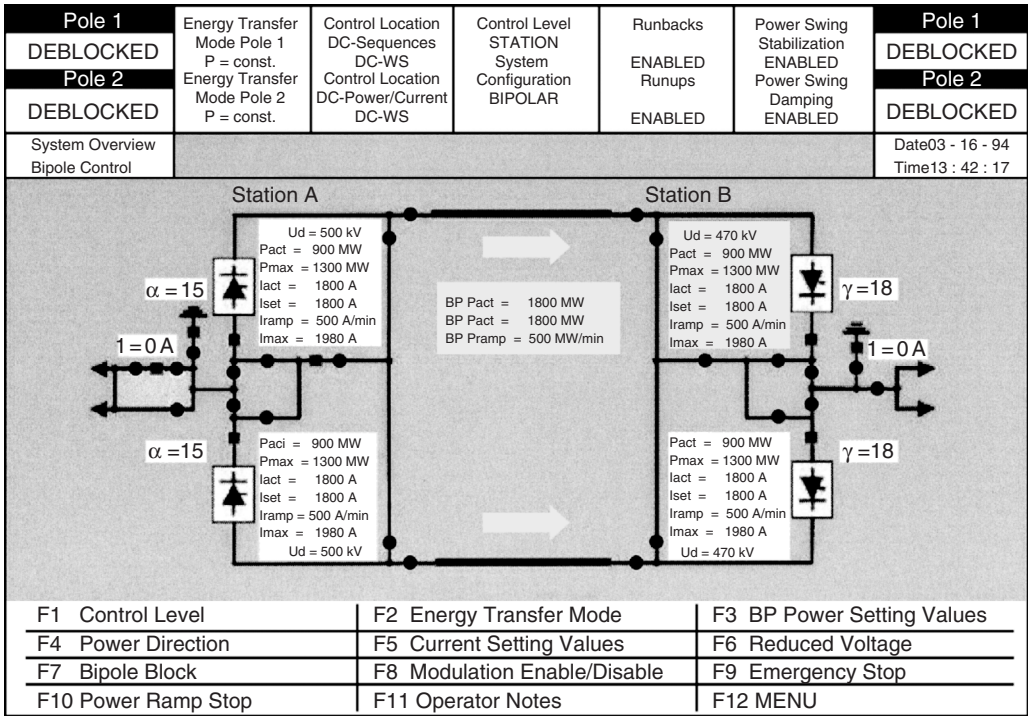 Pole 1
DEBLOCKED
Pole 2
DEBLOCKED
Energy Transfer
Mode Pole 1
P = const.
Energy Transfer
Mode Pole 2
P = const.
Control Location
DC-Sequences
DC-WS
Control Location
DC-Power/Current
DC-WS
Control Level
STATION
System
Configuration
BIPOLAR
Runbacks
ENABLED
Runups
ENABLED
Power Swing
Stabilization
ENABLED
Power Swing
Damping
ENABLED
Pole 1
DEBLOCKED
Pole 2
DEBLOCKED
System Overview
Bipole Control
Date03 - 16 - 94
Time13 : 42 : 17
Station A
Station B
Ud = 500 kV
Pact = 900 MW
Pmax = 1300 MW
Iact = 1800 A
Iset = 1800 A
Iramp = 500 A/min
Imax = 1980 A
α = 15
1 = 0 A
α = 15
Paci = 900 MW
Pmax = 1300 MW
Iact = 1800 A
Iset = 1800 A
Iramp = 500 A/min
Imax = 1980 A
Ud = 500 kV
BP Pact = 1800 MW
BP Pact = 1800 MW
BP Pramp = 500 MW/min
Ud = 470 kV
Pact = 900 MW
Pmax = 1300 MW
Iact = 1800 A
Iset = 1800 A
Iramp = 500 A/min
Imax = 1980 A
γ = 18
1 = 0 A
γ = 18
Pact = 900 MW
Pmax = 1300 MW
Iact = 1800 A
Iset = 1800 A
Iramp = 500 A/min
Imax = 1980 A
Ud = 470 kV
F1 Control Level
F2 Energy Transfer Mode
F3 BP Power Setting Values
F4 Power Direction
F5 Current Setting Values
F6 Reduced Voltage
F7 Bipole Block
F8 Modulation Enable/Disable
F9 Emergency Stop
F10 Power Ramp Stop
F11 Operator Notes
F12 MENU